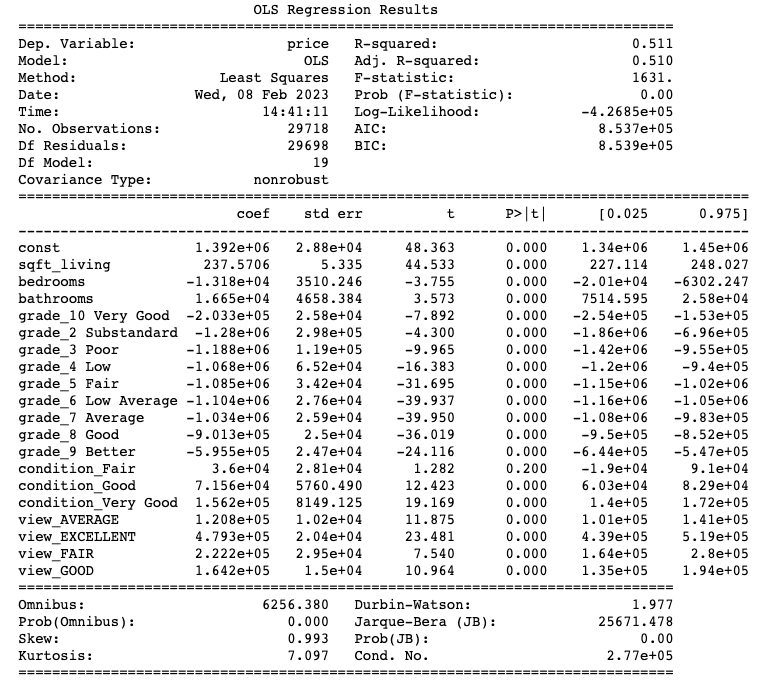 OLS Regression Results
==============================================================================
Dep. Variable:                  price   R-squared:                       0.511
Model:                            OLS   Adj. R-squared:                  0.510
Method:                 Least Squares   F-statistic:                     1631.
Date:                Wed, 08 Feb 2023   Prob (F-statistic):               0.00
Time:                        14:41:11   Log-Likelihood:            -4.2685e+05
No. Observations:               29718   AIC:                         8.537e+05
Df Residuals:                   29698   BIC:                         8.539e+05
Df Model:                          19
Covariance Type:            nonrobust
=======================================================================================
                          coef    std err          t      P>|t|      [0.025      0.975]
---------------------------------------------------------------------------------------
const                1.392e+06   2.88e+04     48.363      0.000    1.34e+06    1.45e+06
sqft_living           237.5706      5.335     44.533      0.000     227.114     248.027
bedrooms            -1.318e+04   3510.246     -3.755      0.000   -2.01e+04   -6302.247
bathrooms            1.665e+04   4658.384      3.573      0.000    7514.595    2.58e+04
grade_10 Very Good  -2.033e+05   2.58e+04     -7.892      0.000   -2.54e+05   -1.53e+05
grade_2 Substandard  -1.28e+06   2.98e+05     -4.300      0.000   -1.86e+06   -6.96e+05
grade_3 Poor        -1.188e+06   1.19e+05     -9.965      0.000   -1.42e+06   -9.55e+05
grade_4 Low         -1.068e+06   6.52e+04    -16.383      0.000    -1.2e+06    -9.4e+05
grade_5 Fair        -1.085e+06   3.42e+04    -31.695      0.000   -1.15e+06   -1.02e+06
grade_6 Low Average -1.104e+06   2.76e+04    -39.937      0.000   -1.16e+06   -1.05e+06
grade_7 Average     -1.034e+06   2.59e+04    -39.950      0.000   -1.08e+06   -9.83e+05
grade_8 Good        -9.013e+05    2.5e+04    -36.019      0.000    -9.5e+05   -8.52e+05
grade_9 Better      -5.955e+05   2.47e+04    -24.116      0.000   -6.44e+05   -5.47e+05
condition_Fair         3.6e+04   2.81e+04      1.282      0.200    -1.9e+04     9.1e+04
condition_Good       7.156e+04   5760.490     12.423      0.000    6.03e+04    8.29e+04
condition_Very Good  1.562e+05   8149.125     19.169      0.000     1.4e+05    1.72e+05
view_AVERAGE         1.208e+05   1.02e+04     11.875      0.000    1.01e+05    1.41e+05
view_EXCELLENT       4.793e+05   2.04e+04     23.481      0.000    4.39e+05    5.19e+05
view_FAIR            2.222e+05   2.95e+04      7.540      0.000    1.64e+05     2.8e+05
view_GOOD            1.642e+05    1.5e+04     10.964      0.000    1.35e+05    1.94e+05
==============================================================================
Omnibus:                     6256.380   Durbin-Watson:                   1.977
Prob(Omnibus):                  0.000   Jarque-Bera (JB):            25671.478
Skew:                           0.993   Prob(JB):                         0.00
Kurtosis:                       7.097   Cond. No.                     2.77e+05
==============================================================================